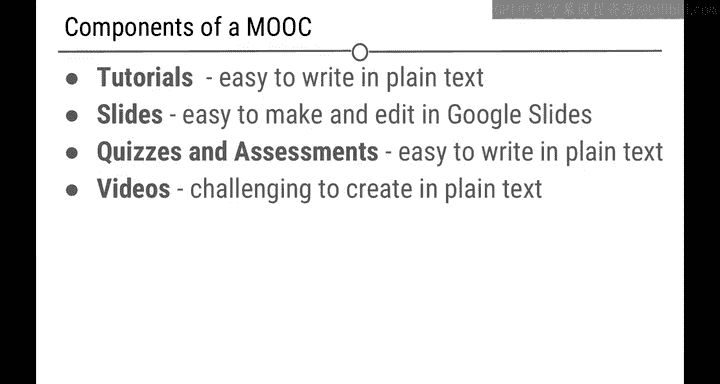 Components of a MOOC
● Tutorials - easy to write in plain text
● Slides - easy to make and edit in Google Slides
● Quizzes and Assessments - easy to write in plain text
● Videos - challenging to create in plain text